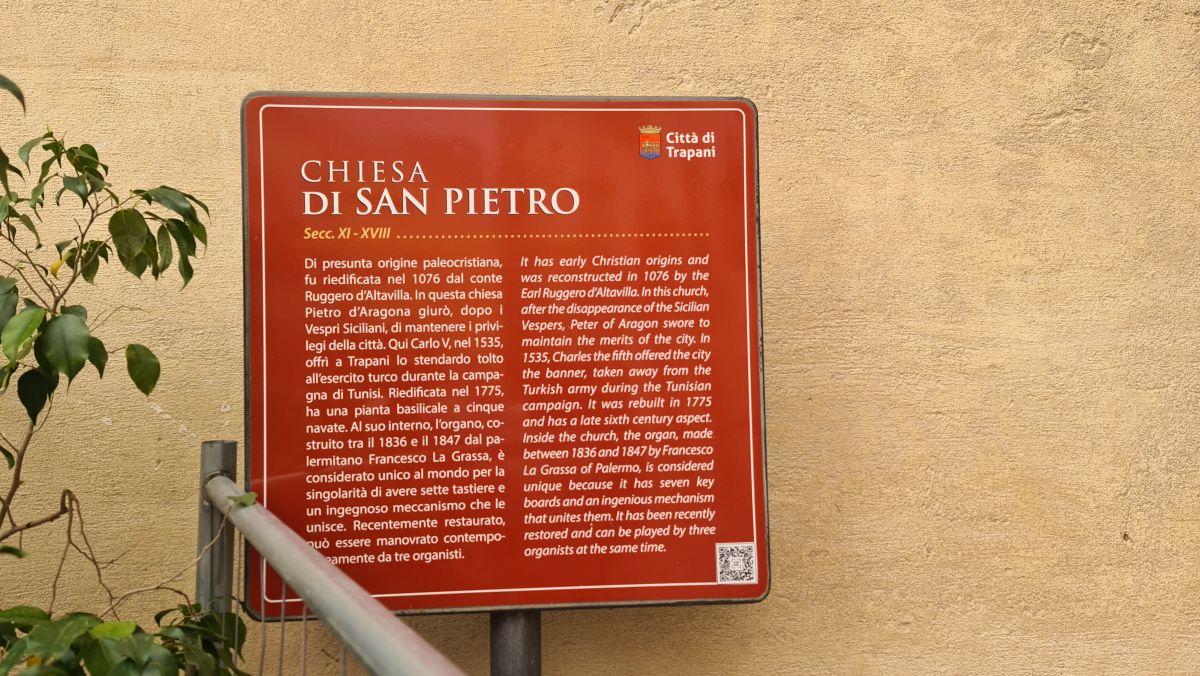 Città di
Trapani
CHIESA
DI SAN PIETRO
Secc. XI - XVIII
Di presunta origine paleocristiana,
fu riedificata nel 1076 dal conte
Ruggero d'Altavilla. In questa chiesa
Pietro d'Aragona giurò, dopo i
Vespri Siciliani, di mantenere i privi-
legi della città. Qui Carlo V, nel 1535,
offrì a Trapani lo stendardo tolto
all'esercito turco durante la campa-
gna di Tunisi. Riedificata nel 1775,
ha una pianta basilicale a cinque
navate. Al suo interno, l'organo, co-
struito tra il 1836 e il 1847 dal pa-
lermitano Francesco La Grassa, è
considerato unico al mondo per la
singolarità di avere sette tastiere e
un ingegnoso meccanismo che le
unisce. Recentemente restaurato,
può essere manovrato contempo-
raneamente da tre organisti.
It has early Christian origins and
was reconstructed in 1076 by the
Earl Ruggero d'Altavilla. In this church,
after the disappearance of the Sicilian
Vespers, Peter of Aragon swore to
maintain the merits of the city. In
1535, Charles the fifth offered the city
the banner, taken away from the
Turkish army during the Tunisian
campaign. It was rebuilt in 1775
and has a late sixth century aspect.
Inside the church, the organ, made
between 1836 and 1847 by Francesco
La Grassa of Palermo, is considered
unique because it has seven key
boards and an ingenious mechanism
that unites them. It has been recently
restored and can be played by three
organists at the same time.